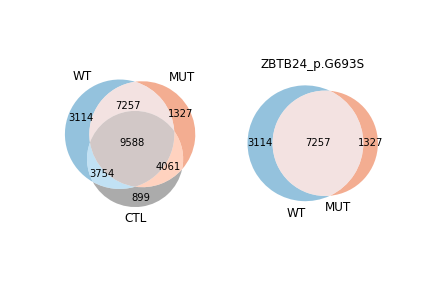 WT
MUT
7257
3114
1327
9588
3754
4061
899
CTL
ZBTB24_p.G693S
3114
7257
1327
WT
MUT